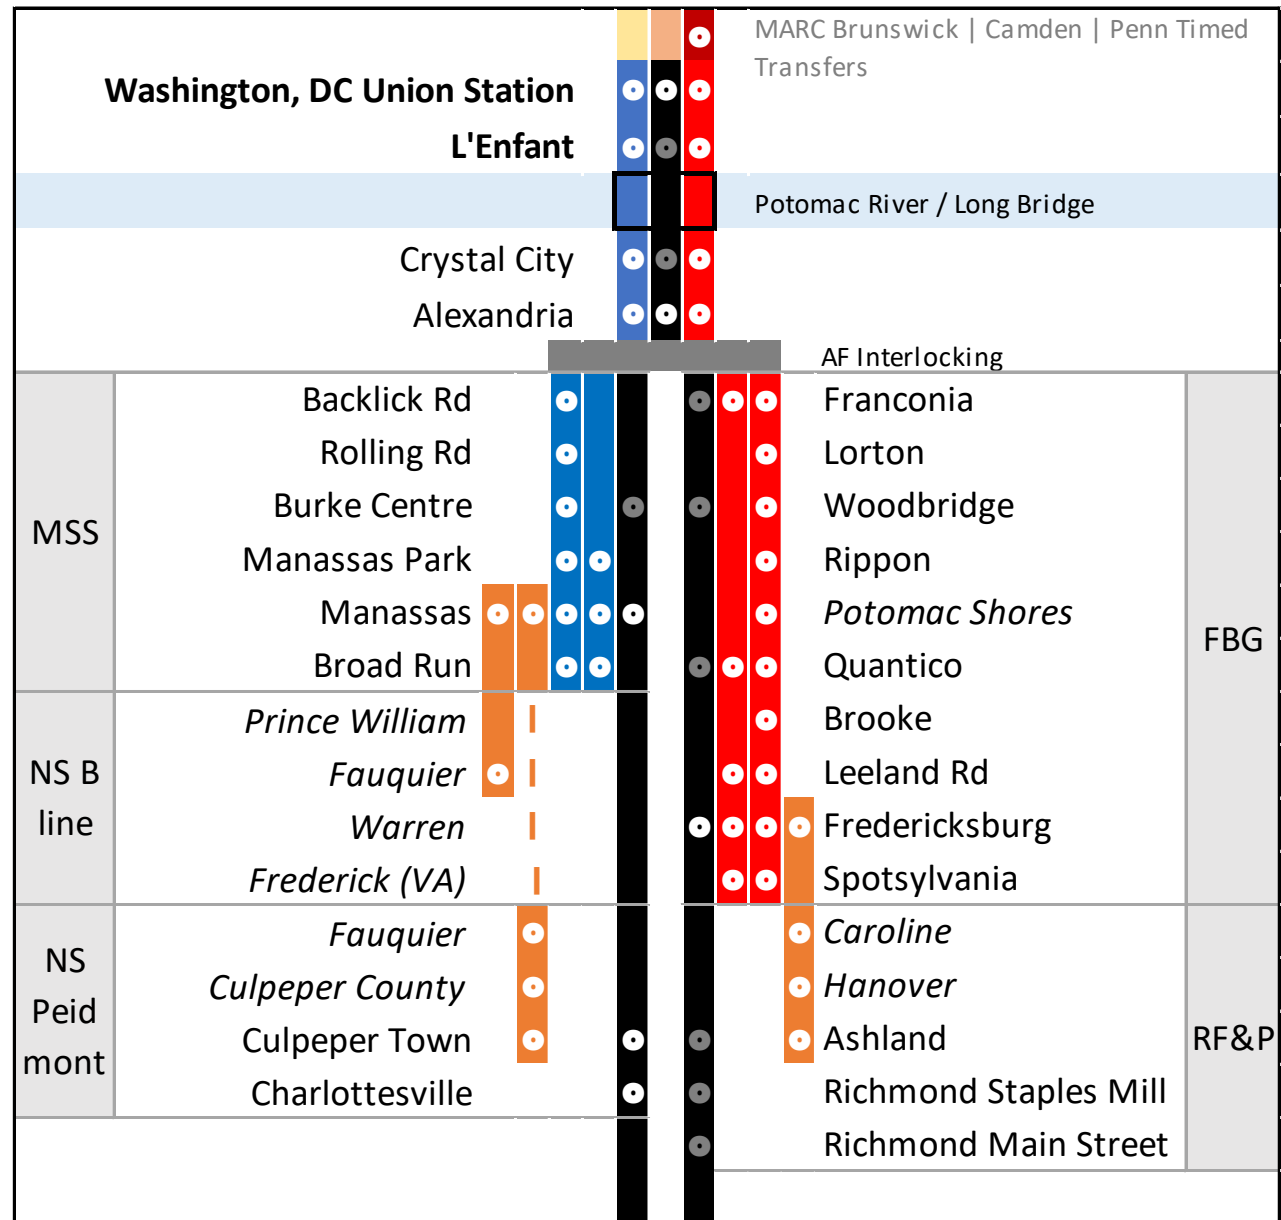 MARC Brunswick | Camden | Penn Timed
Transfers
Washington, DC Union Station
L'Enfant
Potomac River / Long Bridge
Crystal City
Alexandria
AF Interlocking
MSS
Backlick Rd
Rolling Rd
Burke Centre
Manassas Park
Manassas
Broad Run
NS B
line
Prince William
Fauquier
Warren
Frederick (VA)
NS
Peid
mont
Fauquier
Culpeper County
Culpeper Town
Charlottesville
Franconia
Lorton
Woodbridge
Rippon
Potomac Shores
Quantico
Brooke
Leeland Rd
Fredericksburg
Spotsylvania
FBG
Caroline
Hanover
Ashland
Richmond Staples Mill
Richmond Main Street
RF&P